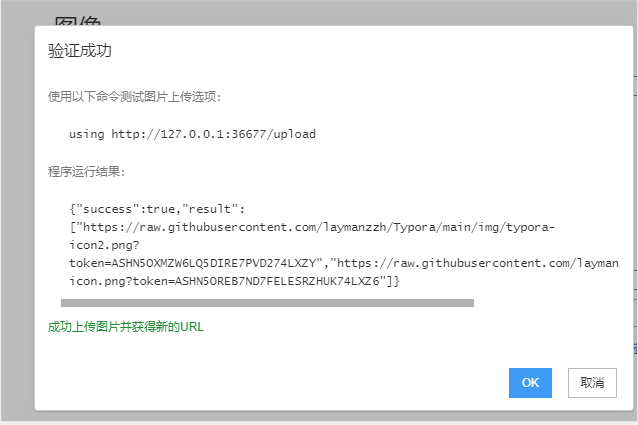 图像
验证成功
使用以下命令测试图片上传选项:
using http://127.0.0.1:36677/upload
程序运行结果:
{"success":true,"result":
["https://raw.githubusercontent.com/laymanzzh/Typora/main/img/typora-
icon2.png?
token=ASHN5OXMZW6LQ5DIRE7PVD274LXZY","https://raw.githubusercontent.com/layman
icon.png?token=ASHN5OREB7ND7FELESRZHUK74LXZ6"]}
成功上传图片并获得新的URL
OK
取消